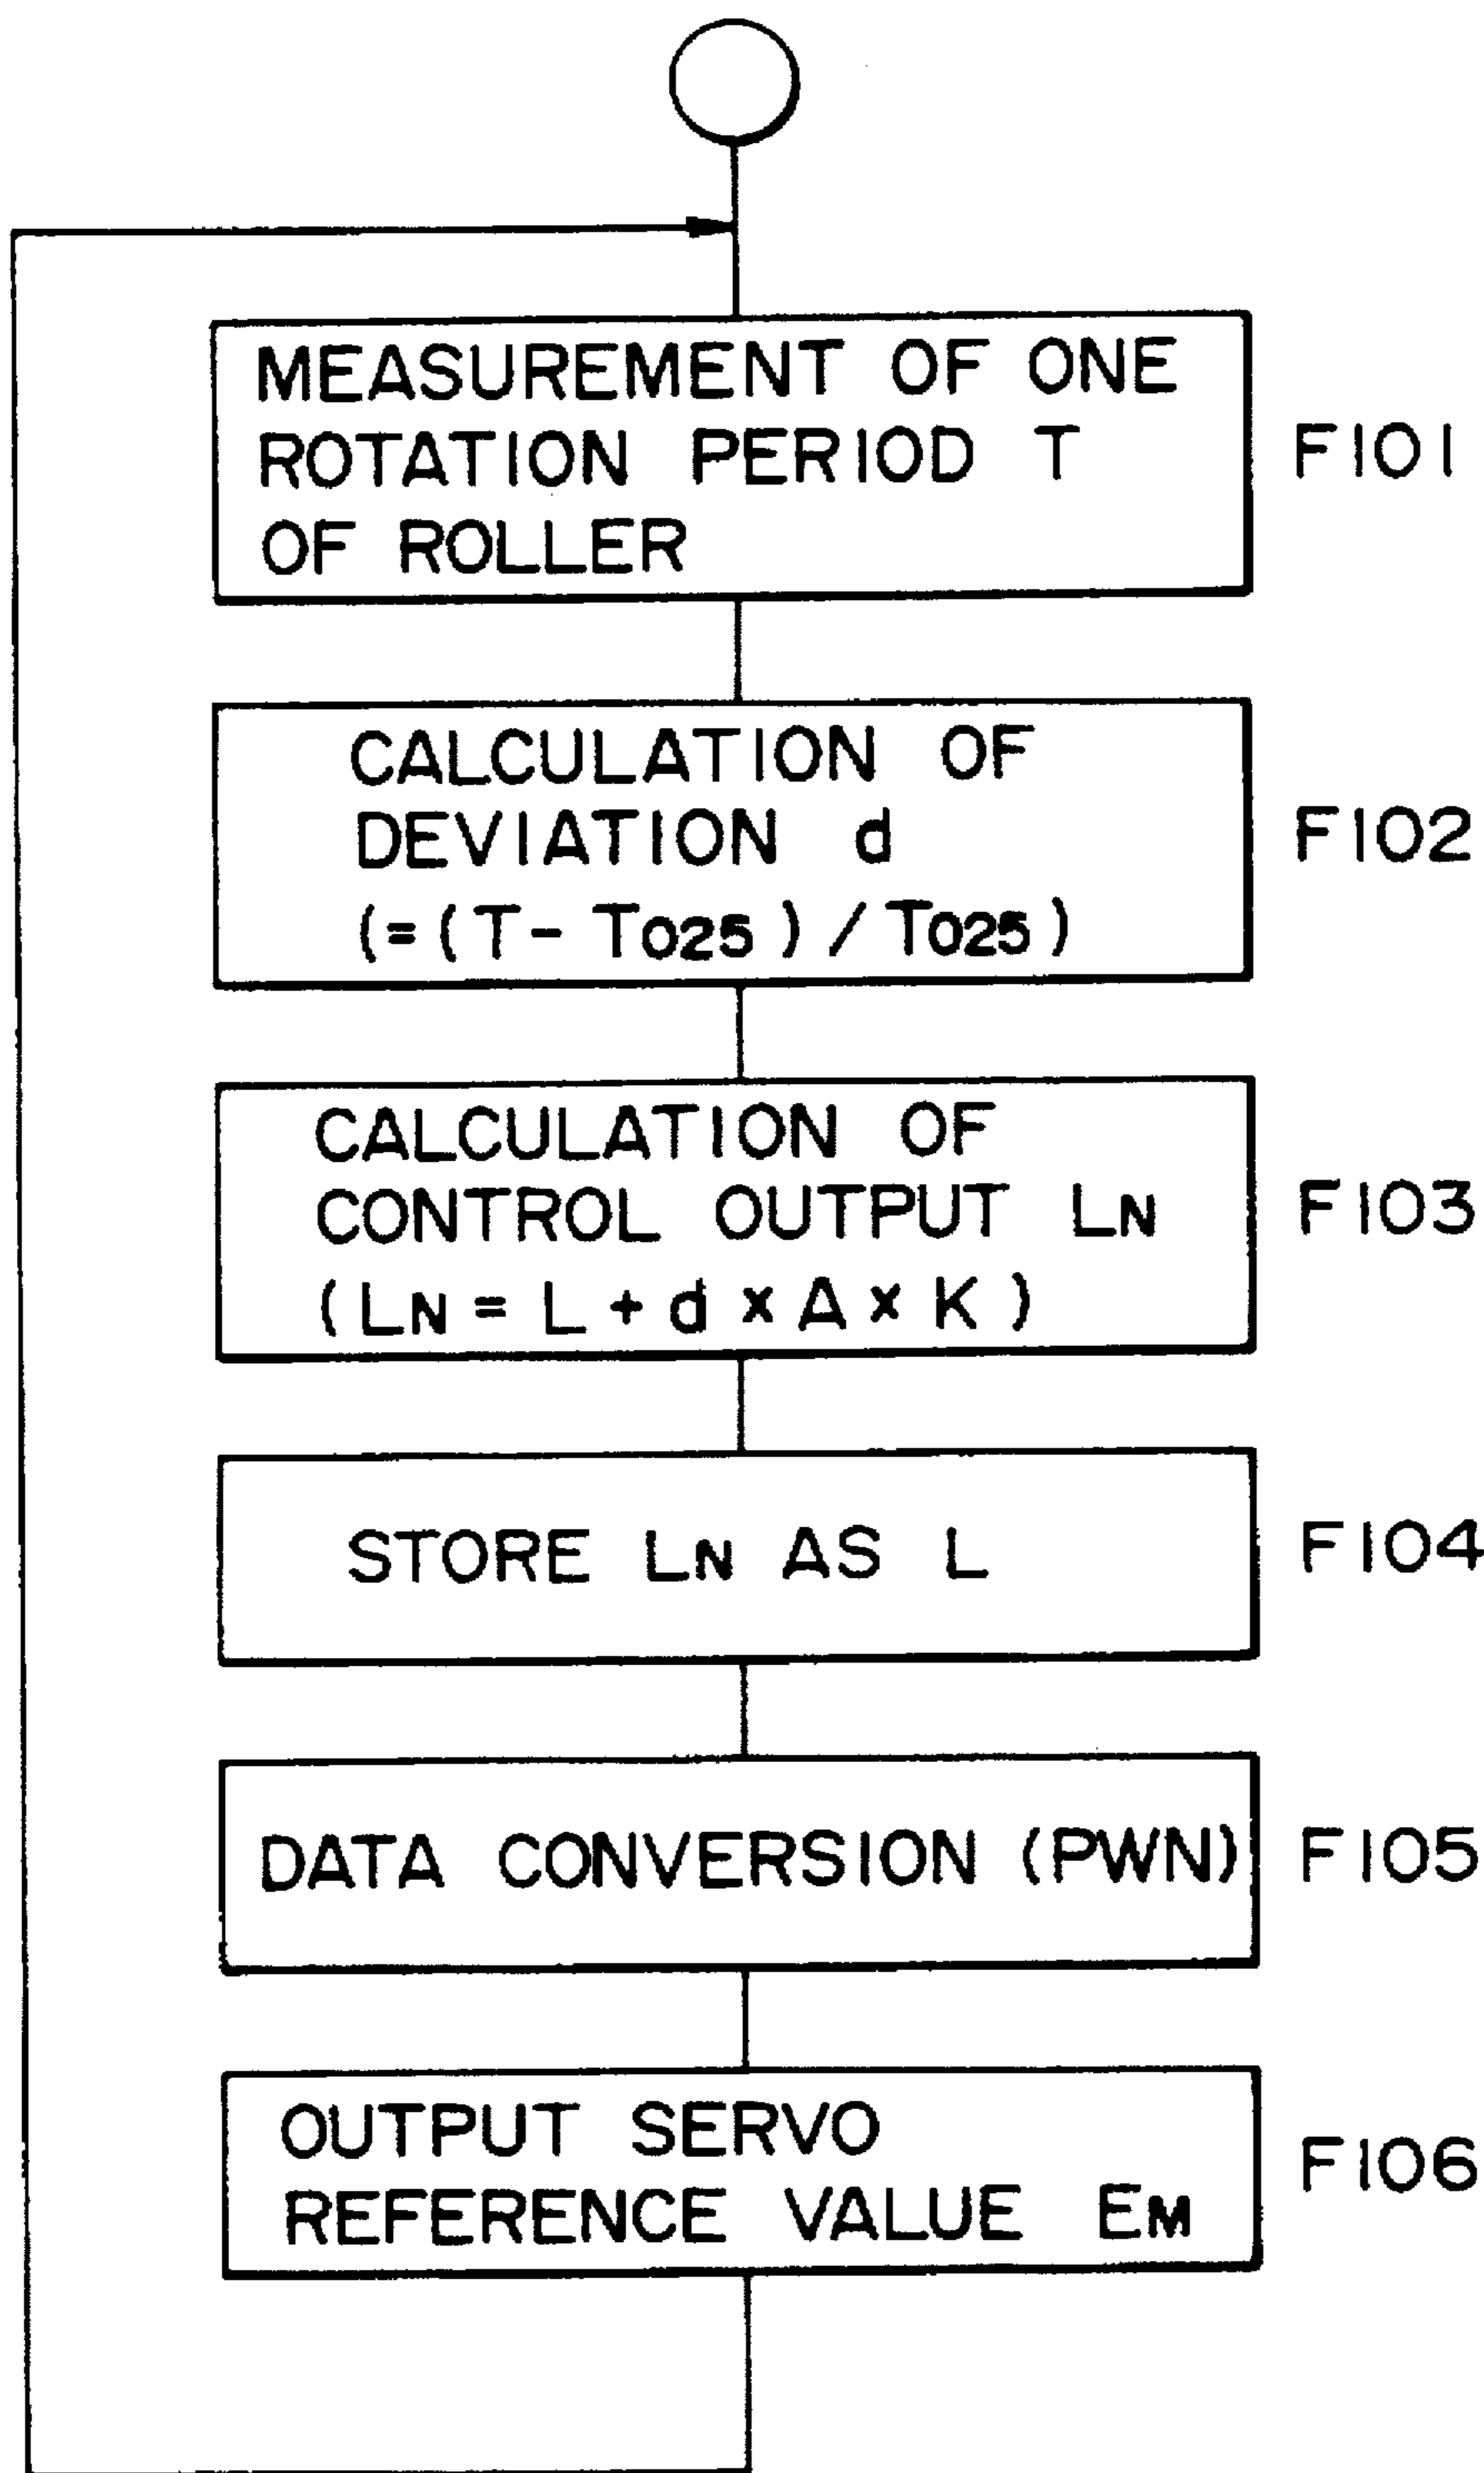 MEASUREMENT OF ONE
ROTATION PERIOD T
OF ROLLER
F101
CALCULATION OF
DEVIATION d
(=(T-T025)/T025)
F102
CALCULATION OF
CONTROL OUTPUT LN
(LN=L+d×A×K)
F103
STORE LN AS L
F104
DATA CONVERSION (PWN)
F105
OUTPUT SERVO
REFERENCE VALUE EM
F106